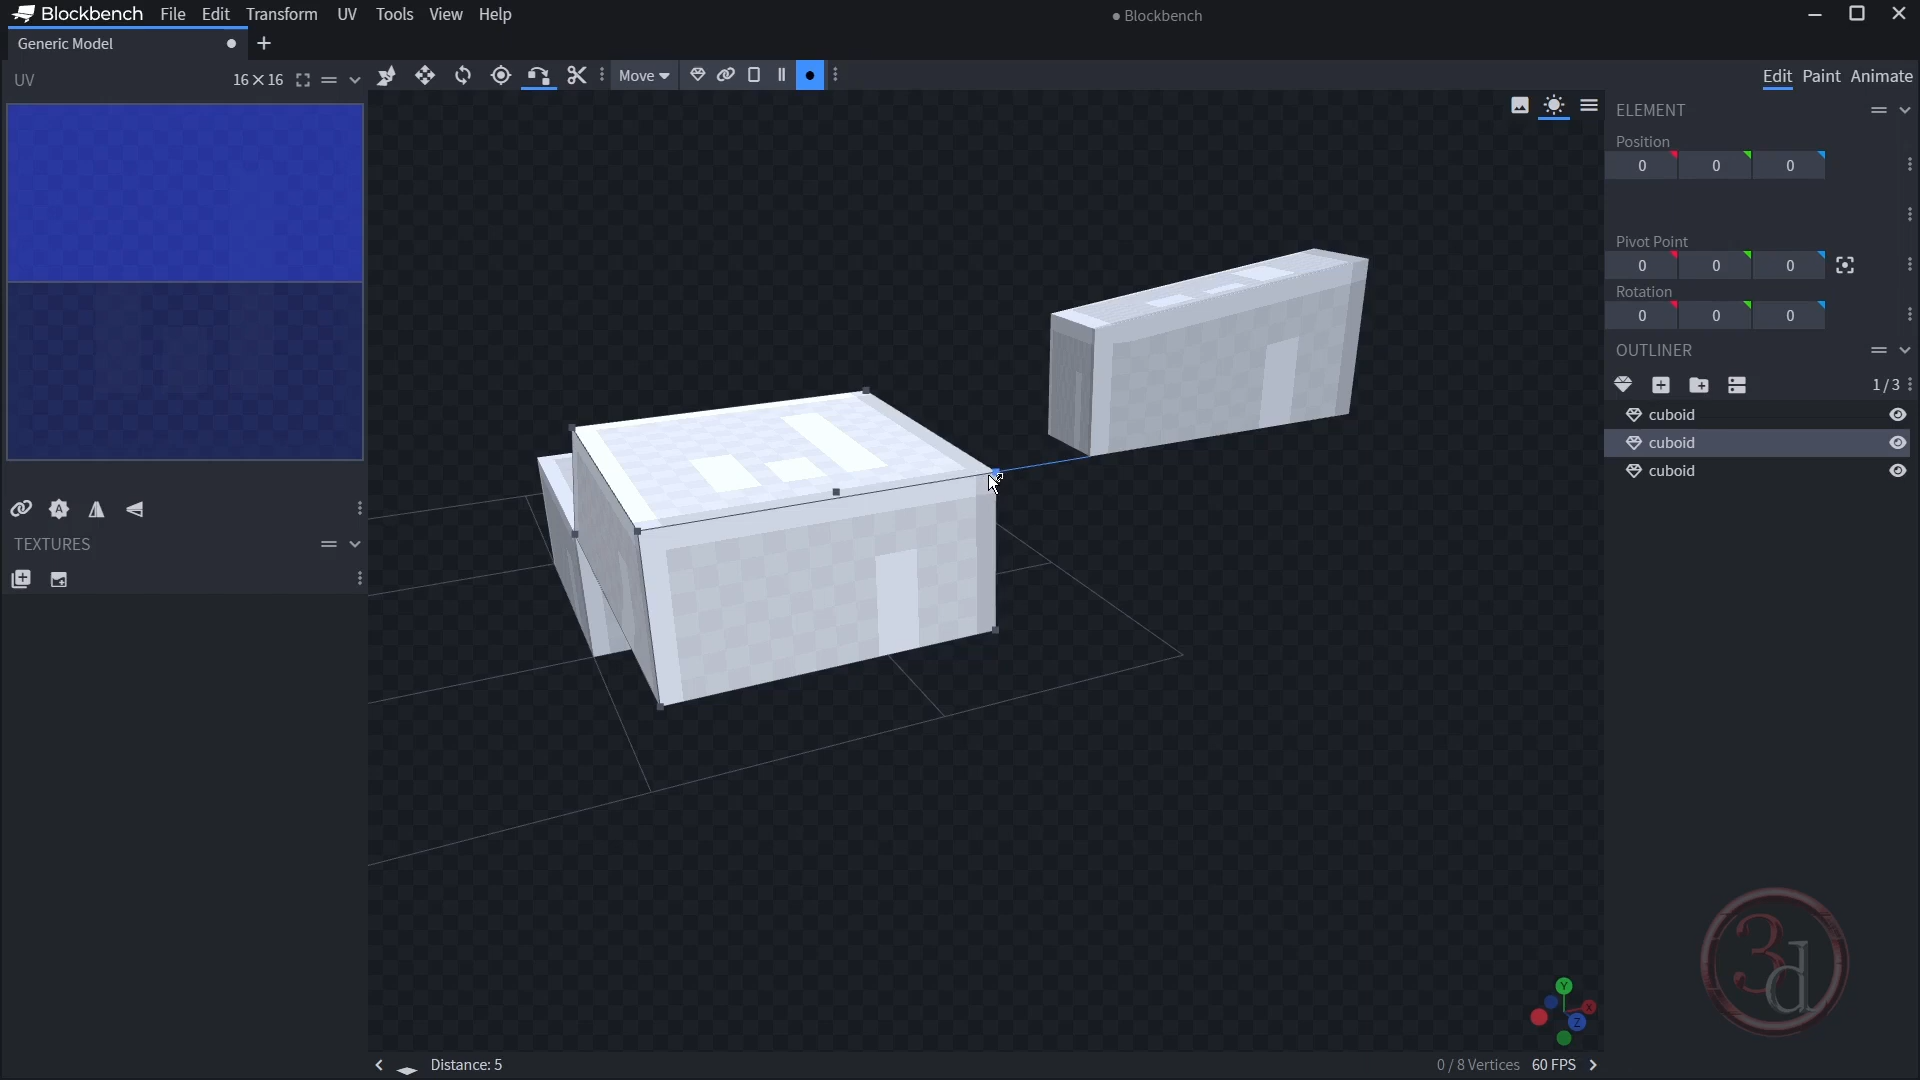 Blockbench File Edit Transform UV Tools View Help
● Blockbench
Generic Model
UV 16×16
Move
Edit Paint Animate
ELEMENT
Position
0 0 0
Pivot Point
0 0 0
Rotation
0 0 0
OUTLINER
1/3
cuboid
cuboid
cuboid
TEXTURES
A
3d
Y
X
Z
Distance: 5
0 / 8 Vertices 60 FPS